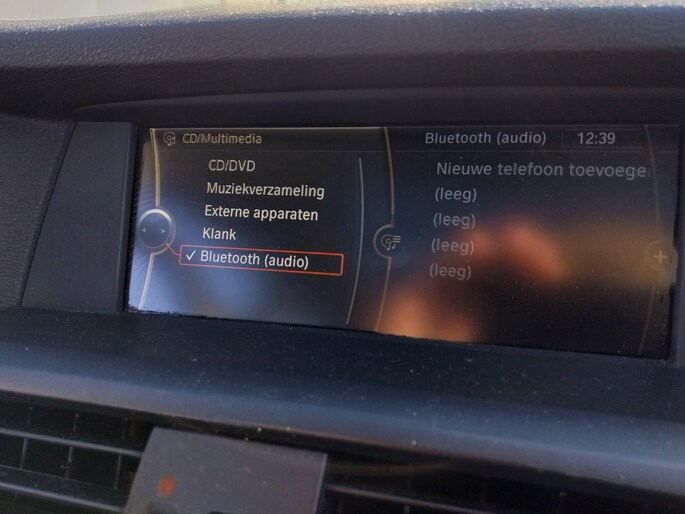 CD/Multimedia
CD/DVD
Muziekverzameling
Externe apparaten
Klank
✓ Bluetooth (audio)
Bluetooth (audio) 12:39
Nieuwe telefoon toevoege
(leeg)
(leeg)
(leeg)
(leeg)